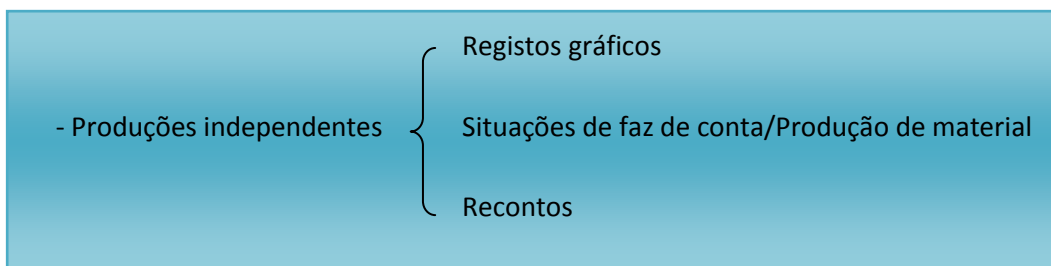 Registos gráficos
- Produções independentes
Situações de faz de conta/Produção de material
Recontos